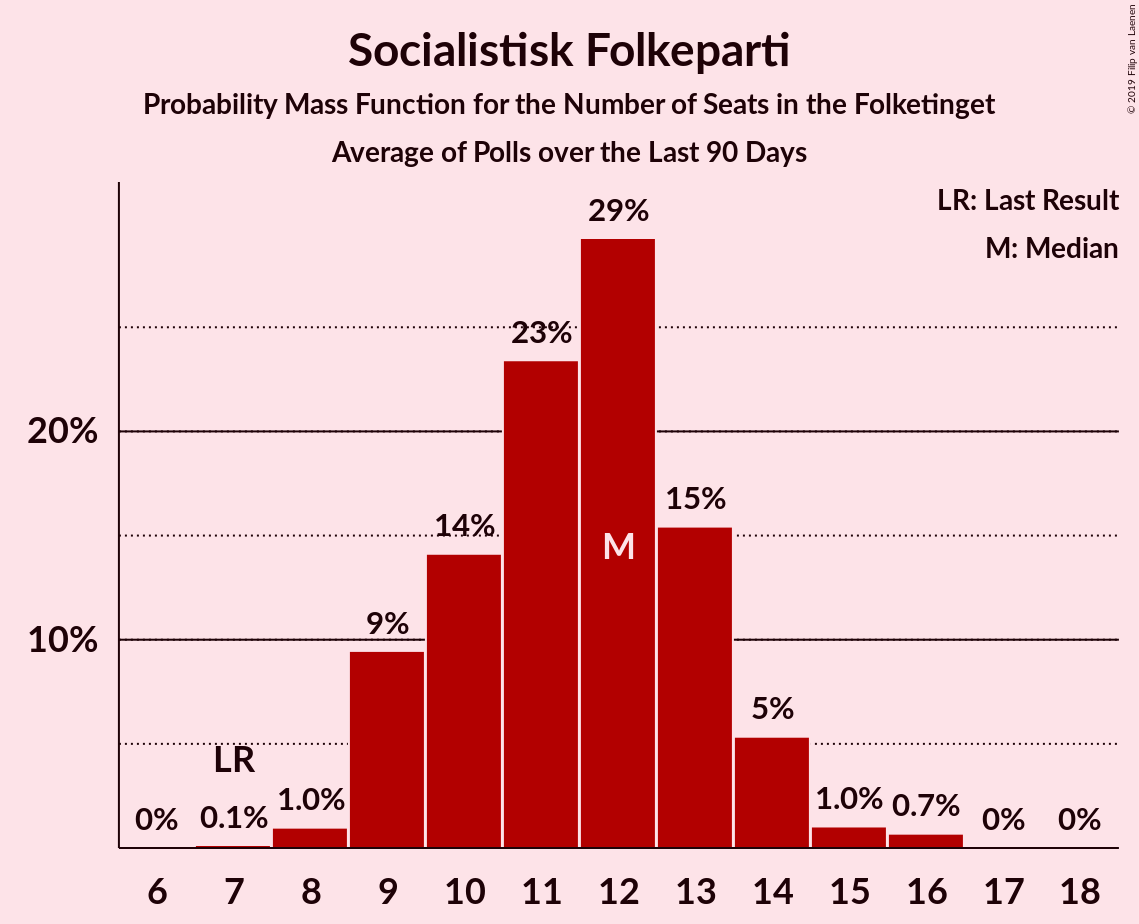 Socialistisk Folkeparti
Probability Mass Function for the Number of Seats in the Folketinget
Average of Polls over the Last 90 Days
© 2019 Filip van Laenen
LR: Last Result
M: Median
29%
23%
20%
15%
14%
M
10%
9%
5%
LR
0%
0.1%
1.0%
1.0%
0.7%
0%
0%
6 7 8 9 10 11 12 13 14 15 16 17 18